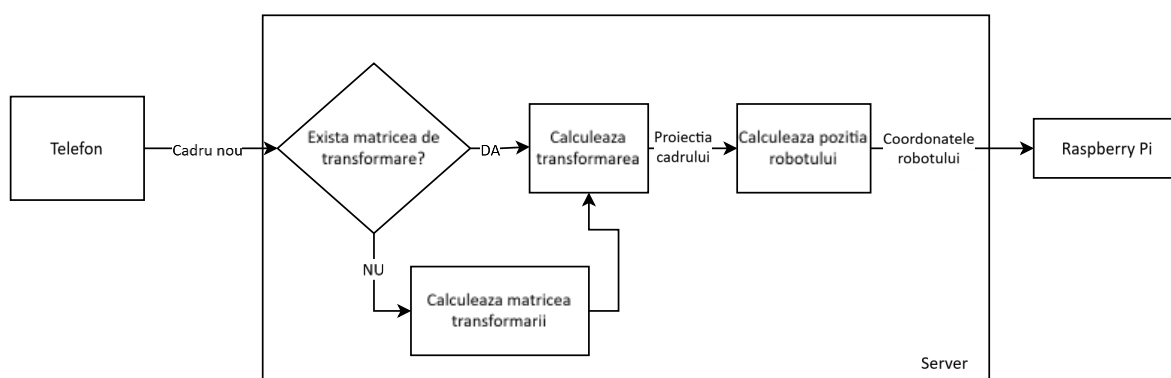 Telefon
Cadru nou
Exista matricea de
transformare?
DA
Calculeaza
transformarea
Proiectia
cadrului
Calculeaza pozitia
robotului
Coordonatele
robotului
Raspberry Pi
NU
Calculeaza matricea
transformarii
Server